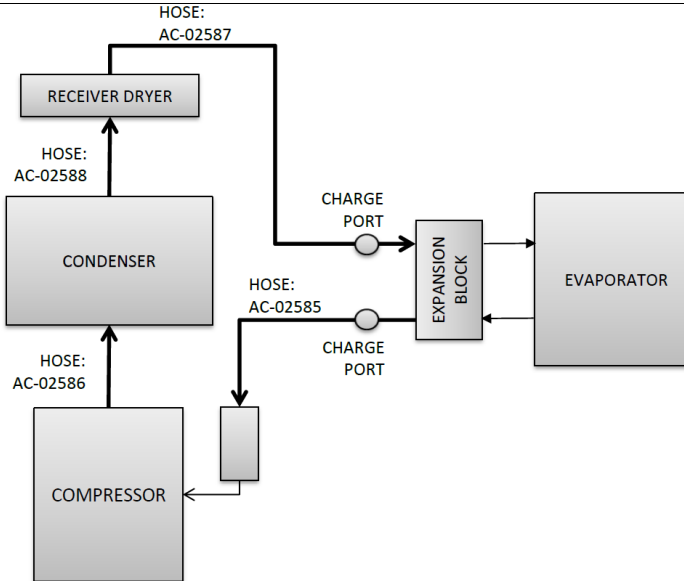 HOSE:
AC-02587
RECEIVER DRYER
HOSE:
AC-02588
CHARGE
PORT
CONDENSER
EXPANSION
BLOCK
EVAPORATOR
HOSE:
AC-02585
CHARGE
PORT
HOSE:
AC-02586
COMPRESSOR